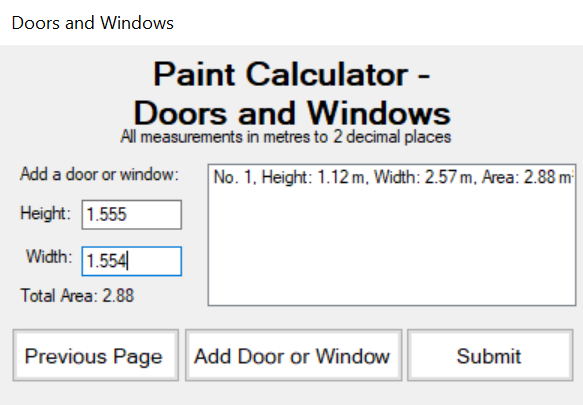 Doors and Windows
Paint Calculator -
Doors and Windows
All measurements in metres to 2 decimal places
Add a door or window:
No. 1, Height: 1.12 m, Width: 2.57 m, Area: 2.88 m
Height: 1.555
Width: 1.554
Total Area: 2.88
Previous Page
Add Door or Window
Submit